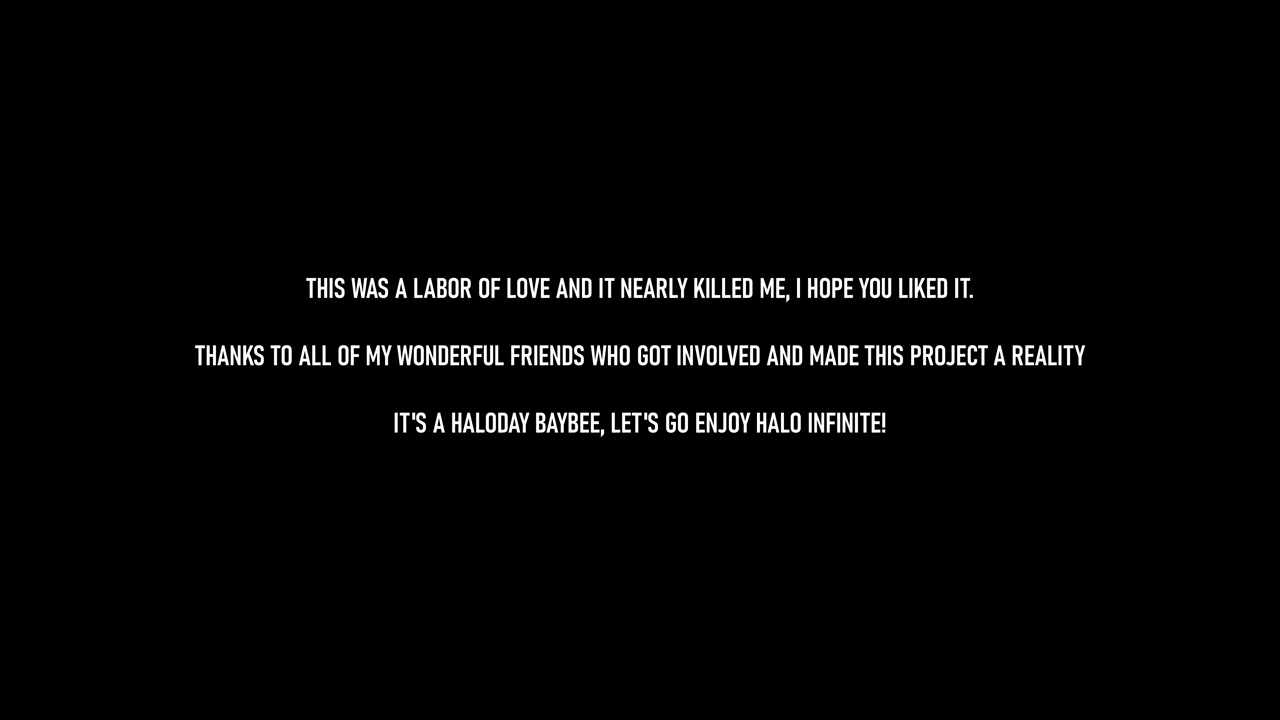 THIS WAS A LABOR OF LOVE AND IT NEARLY KILLED ME, I HOPE YOU LIKED IT.
THANKS TO ALL OF MY WONDERFUL FRIENDS WHO GOT INVOLVED AND MADE THIS PROJECT A REALITY
IT'S A HALODAY BAYBEE, LET'S GO ENJOY HALO INFINITE!